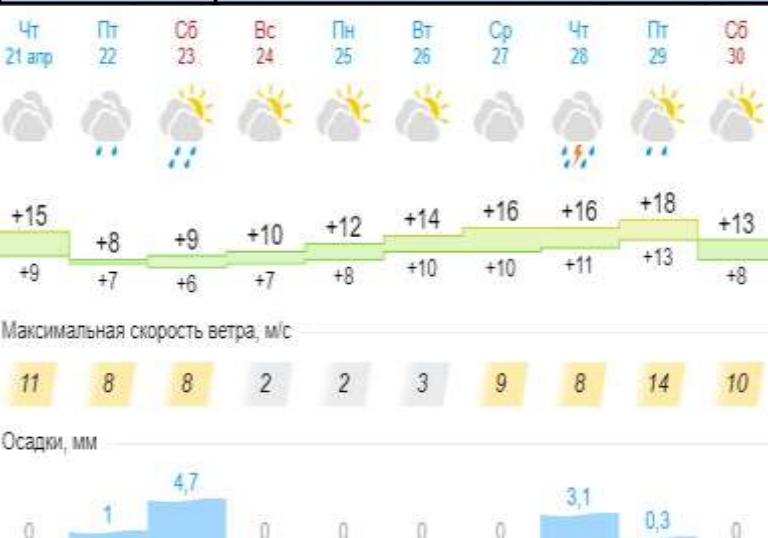 Чт Пт Сб Вс Пн Вт Ср Чт Пт Сб
21 апр 22 23 24 25 26 27 28 29 30
+15 +8 +9 +10 +12 +14 +16 +16 +18 +13
+9 +7 +6 +7 +8 +10 +10 +11 +13 +8
Максимальная скорость ветра, м/с
11 8 8 2 2 3 9 8 14 10
Осадки, мм
0 1 4,7 0 0 0 0 3,1 0,3 0